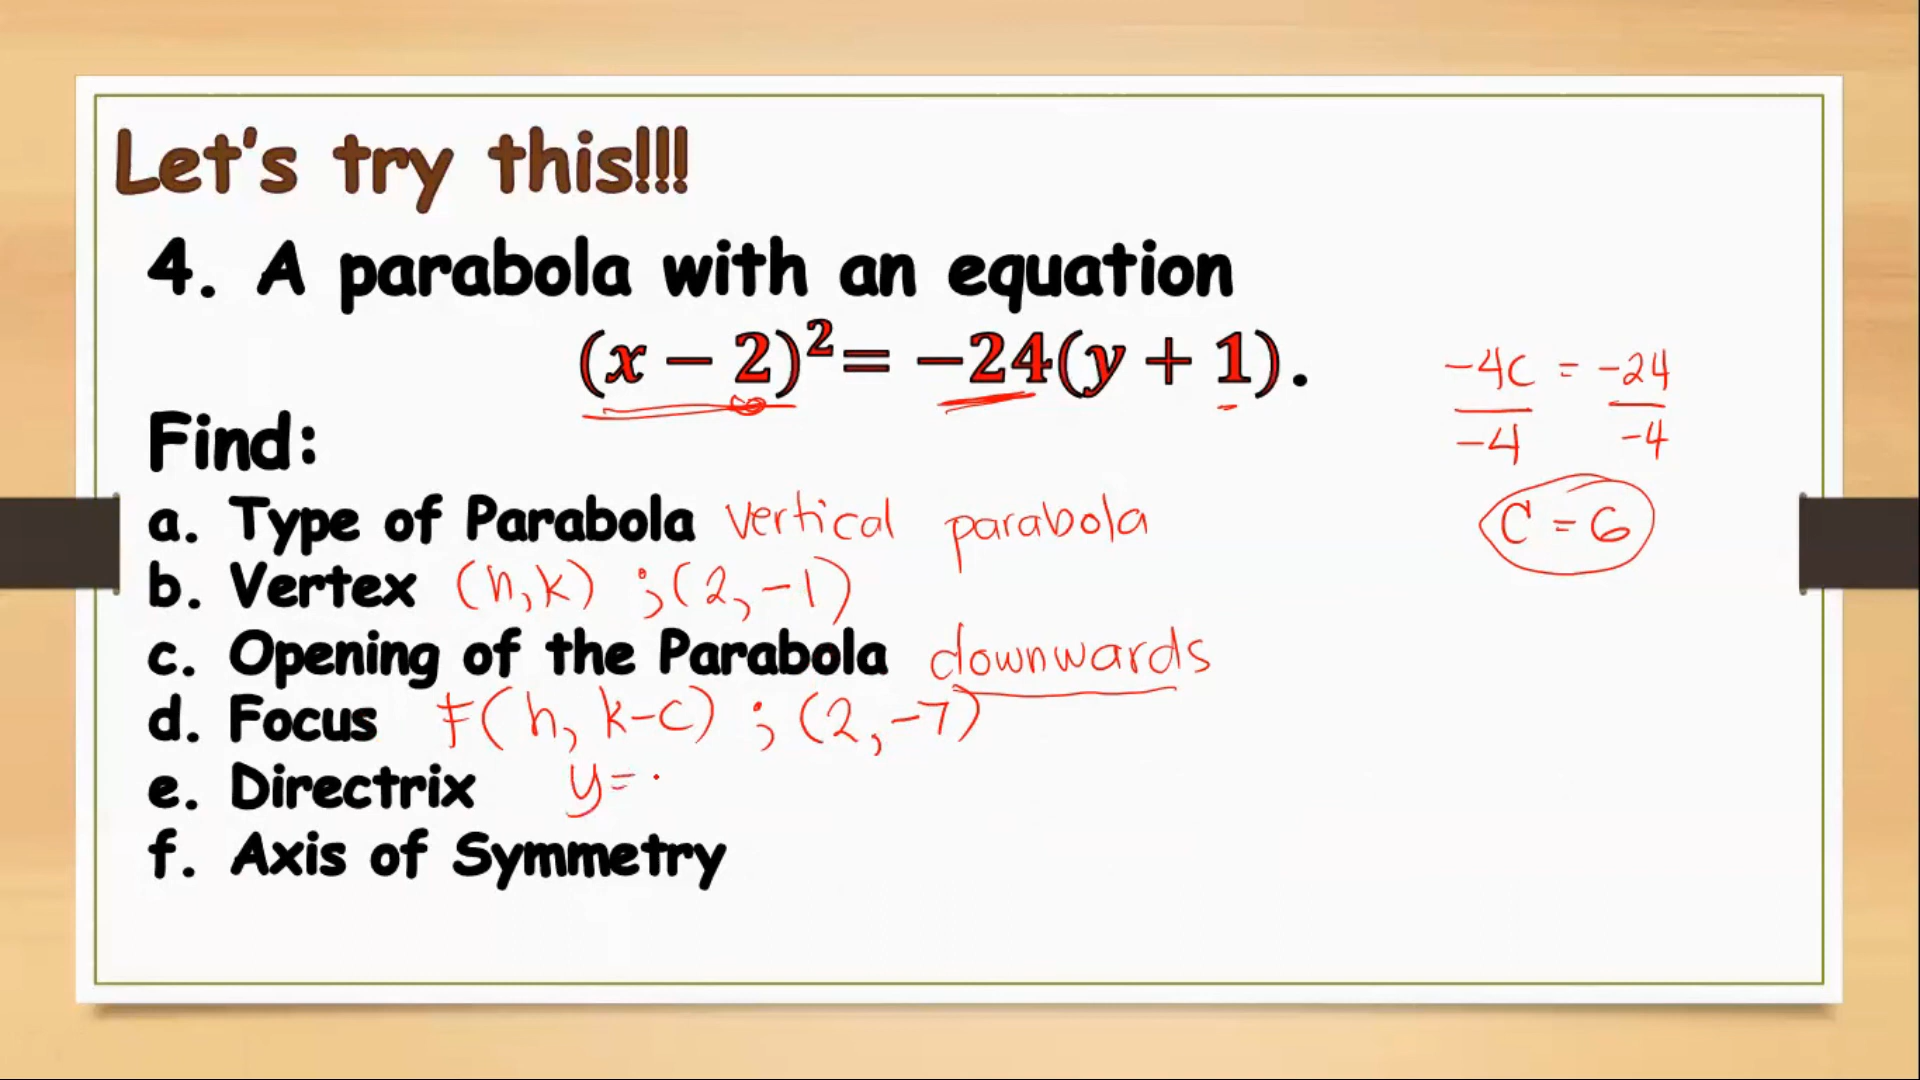 Let's try this!!!
4. A parabola with an equation
(x − 2)²= −24(y + 1).
-4C = -24
-4 -4
C = 6
Find:
a. Type of Parabola vertical parabola
b. Vertex (h,k) ;(2,-1)
c. Opening of the Parabola downwards
d. Focus F(h, k-c) ; (2,-7)
e. Directrix y=
f. Axis of Symmetry